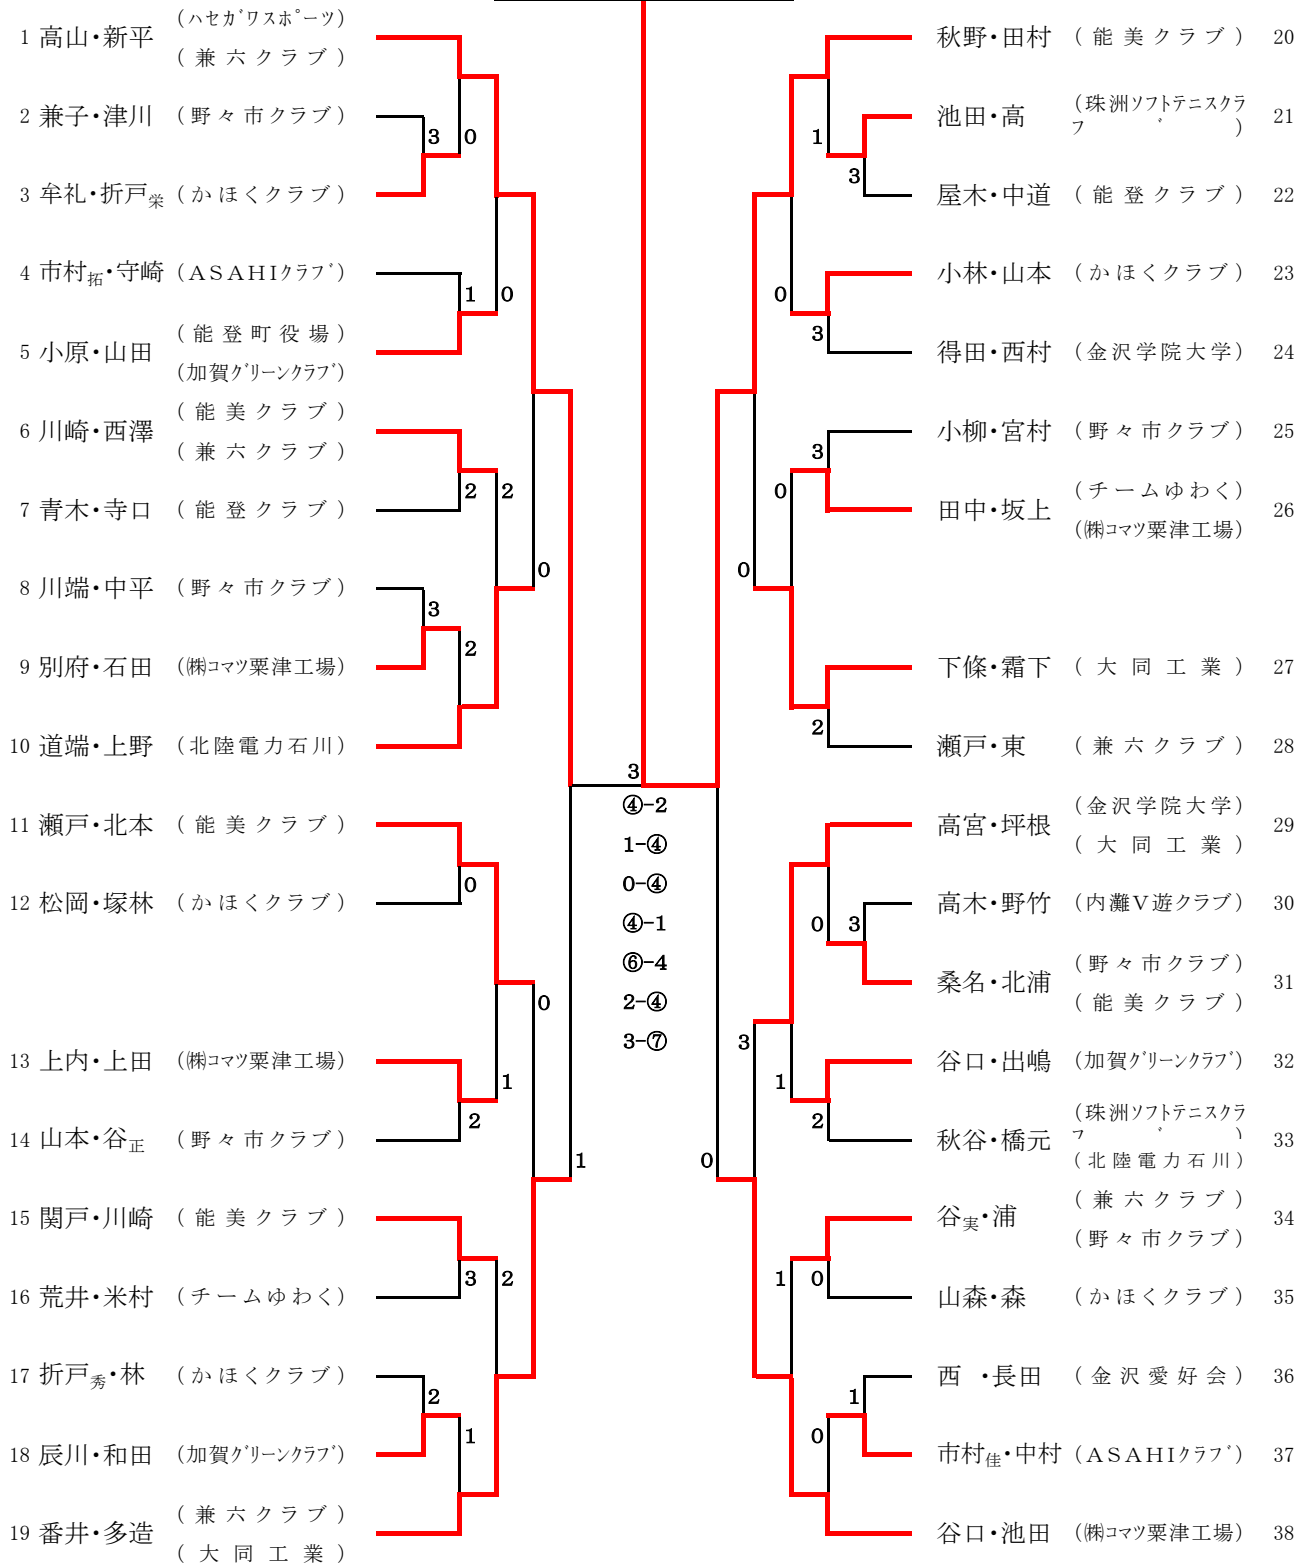 1 高山・新平 (ハセガワスポーツ)
(兼六クラブ)
2 兼子・津川 (野々市クラブ)
3 0
3 牟礼・折戸栄 (かほくクラブ)
4 市村拓・守崎 (ASAHIクラブ)
1 0
5 小原・山田 (能登町役場)
(加賀グリーンクラブ)
6 川崎・西澤 (能美クラブ)
(兼六クラブ)
2 2
7 青木・寺口 (能登クラブ)
0
8 川端・中平 (野々市クラブ)
3
2
9 別府・石田 (㈱コマツ粟津工場)
10 道端・上野 (北陸電力石川)
11 瀬戸・北本 (能美クラブ)
0
12 松岡・塚林 (かほくクラブ)
0
13 上内・上田 (㈱コマツ粟津工場)
1
2
14 山本・谷正 (野々市クラブ)
1
15 関戸・川崎 (能美クラブ)
3 2
16 荒井・米村 (チームゆわく)
17 折戸秀・林 (かほくクラブ)
2
1
18 辰川・和田 (加賀グリーンクラブ)
19 番井・多造 (兼六クラブ)
(大同工業)
3
④-2
1-④
0-④
④-1
⑥-4
2-④
3-⑦
秋野・田村 (能美クラブ) 20
池田・高 (珠洲ソフトテニスクラブ) 21
1
3
屋木・中道 (能登クラブ) 22
小林・山本 (かほくクラブ) 23
0
3
得田・西村 (金沢学院大学) 24
小柳・宮村 (野々市クラブ) 25
3
0
田中・坂上 (チームゆわく) 26
(㈱コマツ粟津工場)
0
下條・霜下 (大同工業) 27
2
瀬戸・東 (兼六クラブ) 28
高宮・坪根 (金沢学院大学) 29
(大同工業)
高木・野竹 (内灘V遊クラブ) 30
0 3
桑名・北浦 (野々市クラブ) 31
(能美クラブ)
3
谷口・出嶋 (加賀グリーンクラブ) 32
1
2
秋谷・橋元 (珠洲ソフトテニスクラブ) 33
(北陸電力石川)
0
谷実・浦 (兼六クラブ) 34
(野々市クラブ)
1 0
山森・森 (かほくクラブ) 35
西 ・長田 (金沢愛好会) 36
1
0
市村佳・中村 (ASAHIクラブ) 37
谷口・池田 (㈱コマツ粟津工場) 38